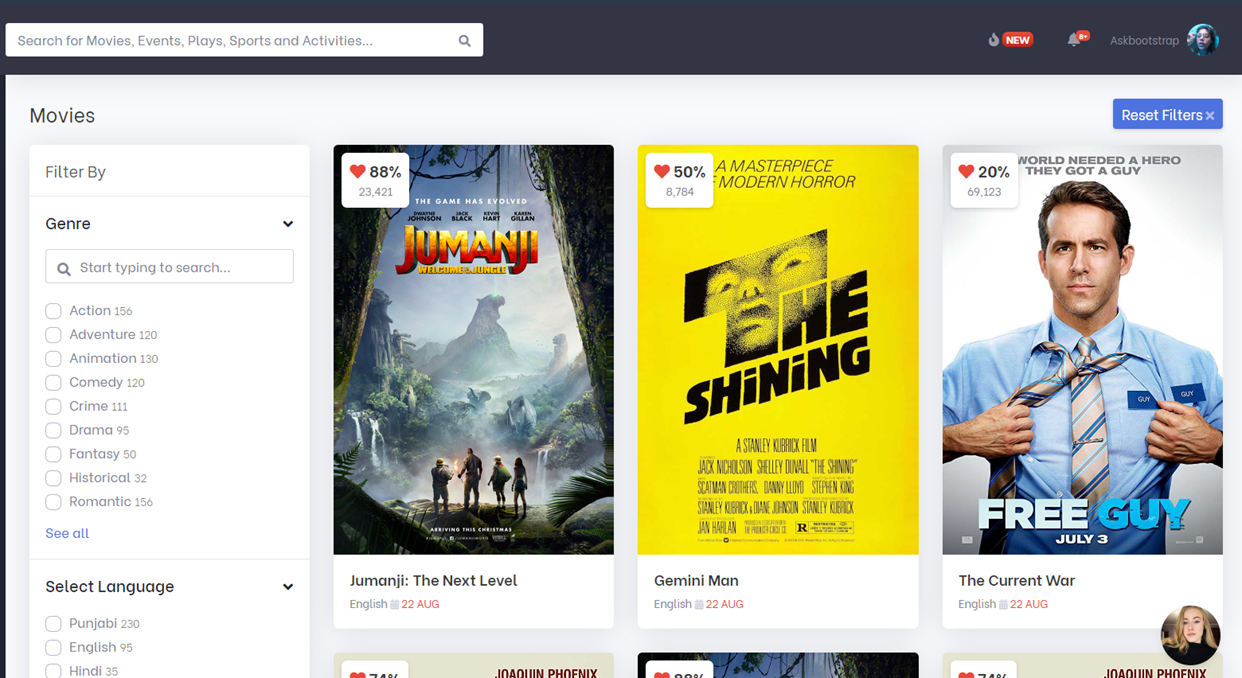 Search for Movies, Events, Plays, Sports and Activities...
NEW
8+
Askbootstrap
Movies
Reset Filters ×
Filter By
Genre
Start typing to search...
Action 156
Adventure 120
Animation 130
Comedy 120
Crime 111
Drama 95
Fantasy 50
Historical 32
Romantic 156
See all
Select Language
Punjabi 230
English 95
Hindi 35
88%
23,421
THE GAME HAS EVOLVED
DWAYNE JACK KEVIN KAREN
JOHNSON BLACK HART GILLAN
JUMANJI
WELCOME TO THE JUNGLE
ARRIVING THIS CHRISTMAS
Jumanji: The Next Level
English 22 AUG
50%
8,784
A MASTERPIECE
MODERN HORROR
THE
SHiNiNG
A STANLEY KUBRICK FILM
JACK NICHOLSON SHELLEY DUVALL "THE SHINING"
SCATMAN CROTHERS, DANNY LLOYD STEPHEN KING
STANLEY KUBRICK & DIANE JOHNSON STANLEY KUBRICK
JAN HARLAN
R RESTRICTED
Gemini Man
English 22 AUG
20%
69,123
WORLD NEEDED A HERO
THEY GOT A GUY
GUY
GUY
FREE GUY
JULY 3
The Current War
English 22 AUG
74%
JOAQUIN PHOENIX
88%
74%
JOAQUIN PHOENIX